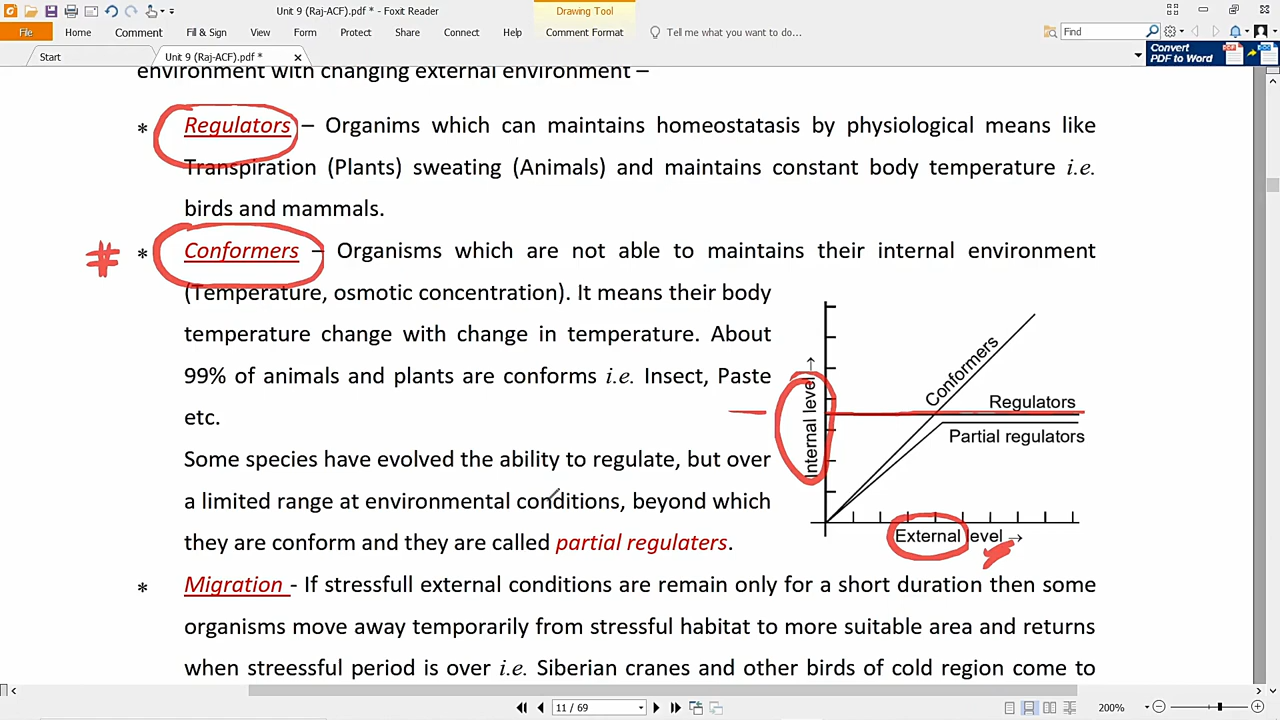 Unit 9 (Raj-ACF).pdf * - Foxit Reader
Drawing Tool
File Home Comment Fill & Sign View Form Protect Share Connect Help Comment Format Tell me what you want to do... Find
Start Unit 9 (Raj-ACF).pdf *
Convert
PDF to Word
environment with changing external environment –
* Regulators – Organims which can maintains homeostatasis by physiological means like
Transpiration (Plants) sweating (Animals) and maintains constant body temperature i.e.
birds and mammals.
# * Conformers – Organisms which are not able to maintains their internal environment
(Temperature, osmotic concentration). It means their body
temperature change with change in temperature. About
99% of animals and plants are conforms i.e. Insect, Paste
etc.
Some species have evolved the ability to regulate, but over
a limited range at environmental conditions, beyond which
they are conform and they are called partial regulaters.
Internal level →
Conformers
Regulators
Partial regulators
External level →
* Migration - If stressfull external conditions are remain only for a short duration then some
organisms move away temporarily from stressful habitat to more suitable area and returns
when streessful period is over i.e. Siberian cranes and other birds of cold region come to
11 / 69
200%